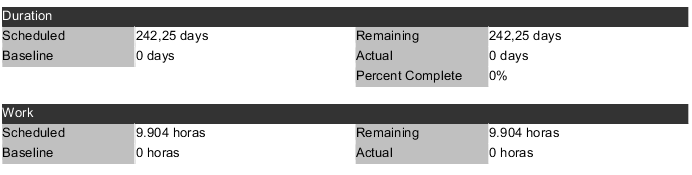 Duration
Scheduled 242,25 days Remaining 242,25 days
Baseline 0 days Actual 0 days
Percent Complete 0%
Work
Scheduled 9.904 horas Remaining 9.904 horas
Baseline 0 horas Actual 0 horas